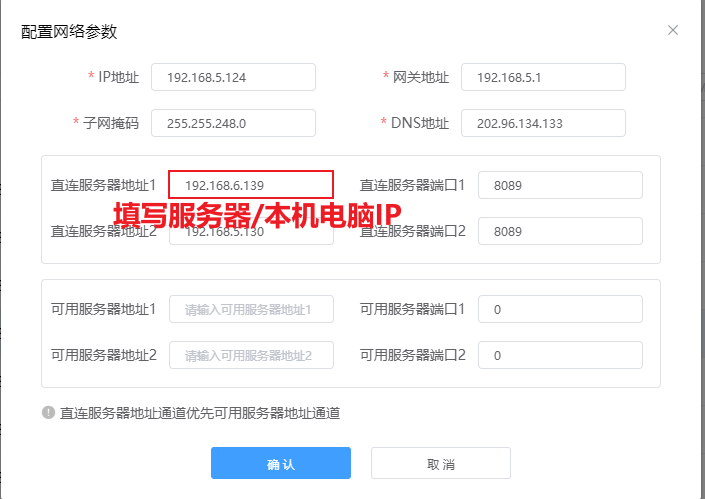 配置网络参数
* IP地址 192.168.5.124 * 网关地址 192.168.5.1
* 子网掩码 255.255.248.0 * DNS地址 202.96.134.133
直连服务器地址1 192.168.6.139 直连服务器端口1 8089
填写服务器/本机电脑IP
直连服务器地址2 192.168.5.130 直连服务器端口2 8089
可用服务器地址1 请输入可用服务器地址1 可用服务器端口1 0
可用服务器地址2 请输入可用服务器地址2 可用服务器端口2 0
直连服务器地址通道优先可用服务器地址通道
确认 取消